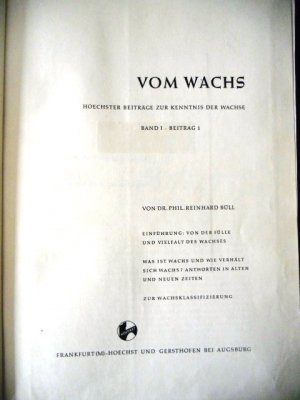 VOM WACHS
HOECHSTER BEITRÄGE ZUR KENNTNIS DER WACHSE
BAND I · BEITRAG 1
VON DR. PHIL. REINHARD BÜLL
EINFÜHRUNG: VON DER FÜLLE
UND VIELFALT DES WACHSES
WAS IST WACHS UND WIE VERHÄLT
SICH WACHS? ANTWORTEN IN ALTEN
UND NEUEN ZEITEN
ZUR WACHSKLASSIFIZIERUNG
FRANKFURT (M)-HOECHST UND GERSTHOFEN BEI AUGSBURG